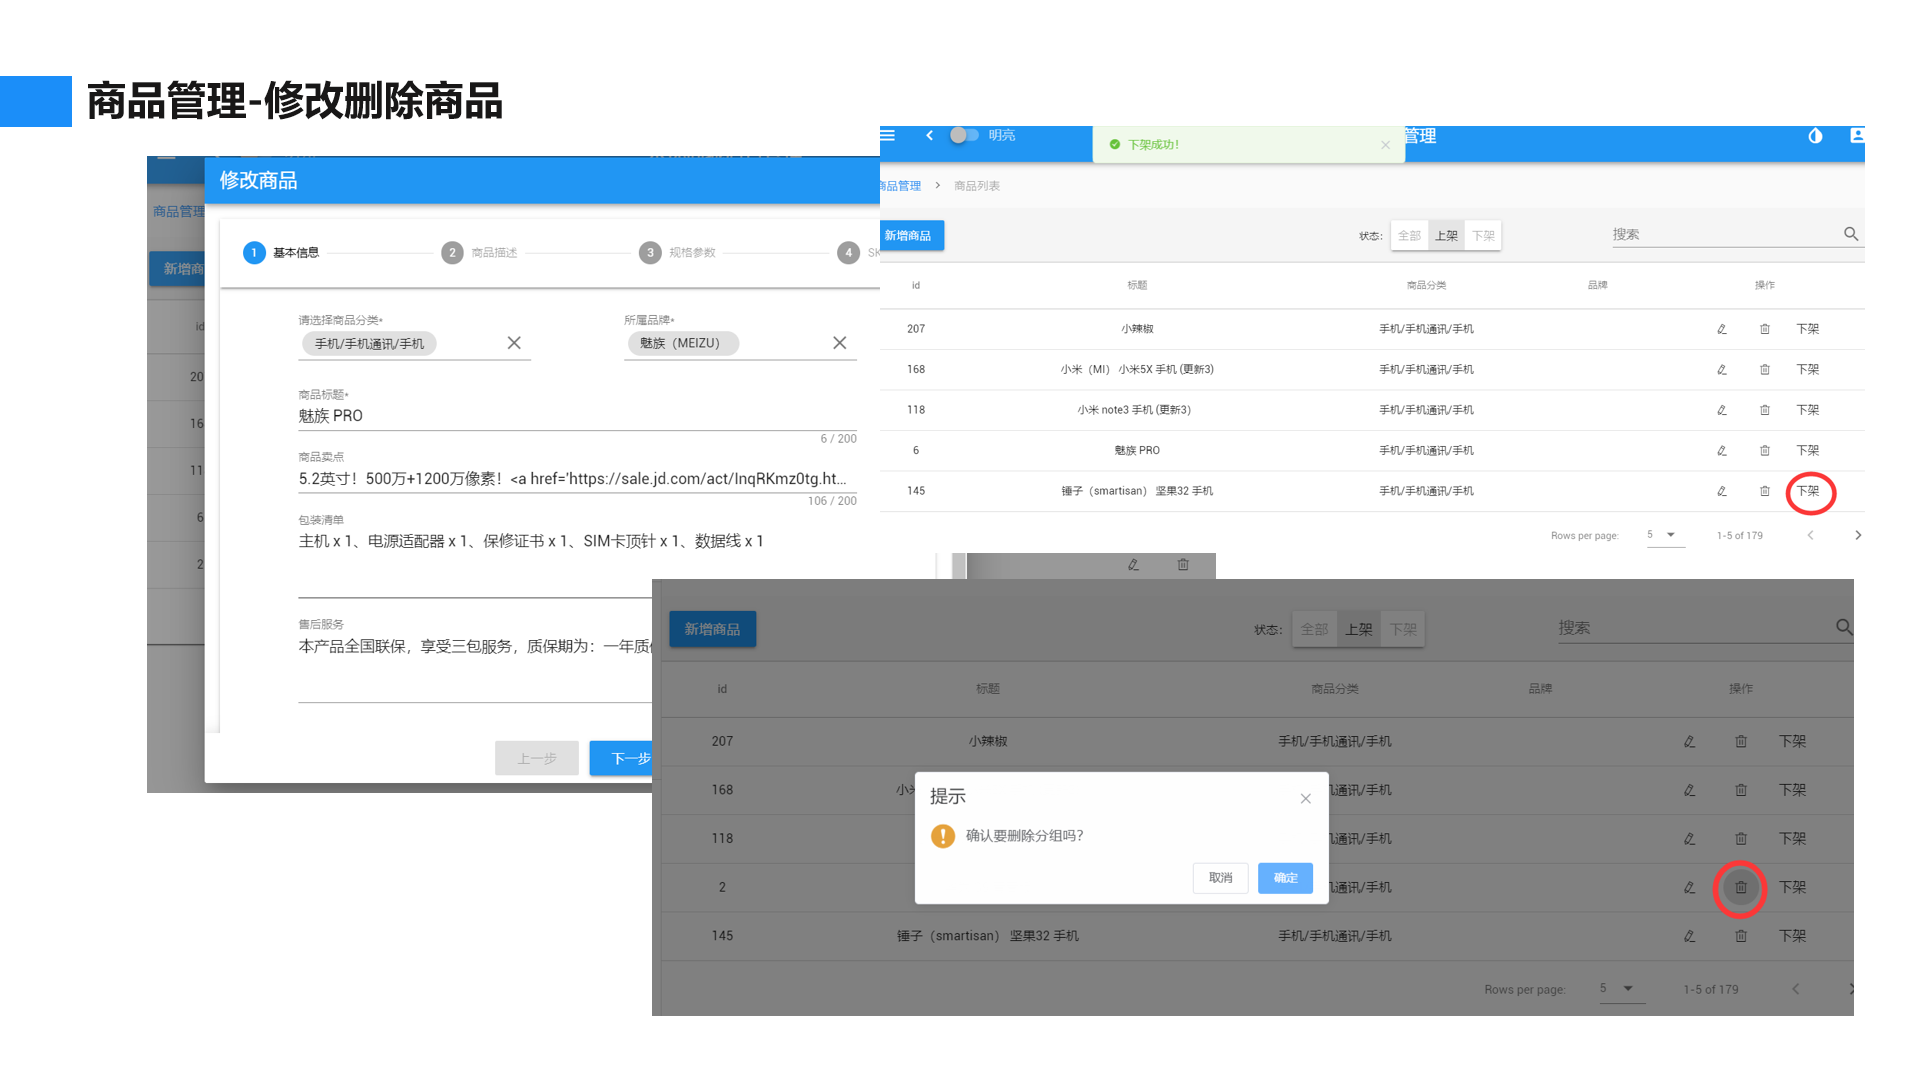 商品管理-修改删除商品
修改商品
商品管理
新增商
1 基本信息 2 商品描述 3 规格参数 4
请选择商品分类*
手机/手机通讯/手机
所属品牌*
魅族（MEIZU）
商品标题*
魅族 PRO
6 / 200
商品卖点
5.2英寸！500万+1200万像素！<a href='https://sale.jd.com/act/InqRKmz0tg.ht...
106 / 200
包装清单
主机 x 1、电源适配器 x 1、保修证书 x 1、SIM卡顶针 x 1、数据线 x 1
售后服务
本产品全国联保，享受三包服务，质保期为：一年质
上一步 下一步
id
20
16
11
6
2
明亮 下架成功! 管理
商品管理 > 商品列表
新增商品 状态: 全部 上架 下架 搜索
id 标题 商品分类 品牌 操作
207 小辣椒 手机/手机通讯/手机 下架
168 小米（MI） 小米5X 手机 (更新3) 手机/手机通讯/手机 下架
118 小米 note3 手机 (更新3) 手机/手机通讯/手机 下架
6 魅族 PRO 手机/手机通讯/手机 下架
145 锤子（smartisan） 坚果32 手机 手机/手机通讯/手机 下架
Rows per page: 5 1-5 of 179
新增商品 状态: 全部 上架 下架 搜索
id 标题 商品分类 品牌 操作
207 小辣椒 手机/手机通讯/手机 下架
168 小米 机通讯/手机 下架
118 机通讯/手机 下架
2 机通讯/手机 下架
145 锤子（smartisan） 坚果32 手机 手机/手机通讯/手机 下架
Rows per page: 5 1-5 of 179
提示
确认要删除分组吗?
取消 确定